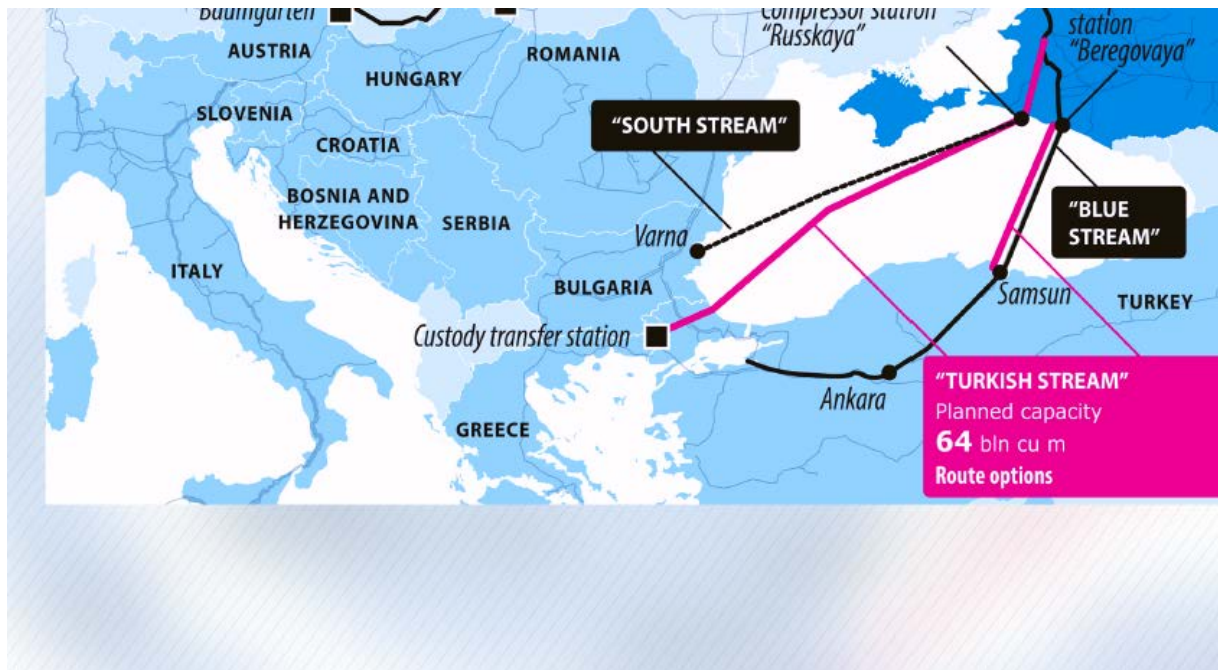 Baumgarten
Compressor station
"Russkaya"
station
"Beregovaya"
AUSTRIA
HUNGARY
ROMANIA
SLOVENIA
CROATIA
"SOUTH STREAM"
BOSNIA AND
HERZEGOVINA
SERBIA
"BLUE
STREAM"
Varna
ITALY
BULGARIA
Samsun
TURKEY
Custody transfer station
Ankara
GREECE
"TURKISH STREAM"
Planned capacity
64 bln cu m
Route options